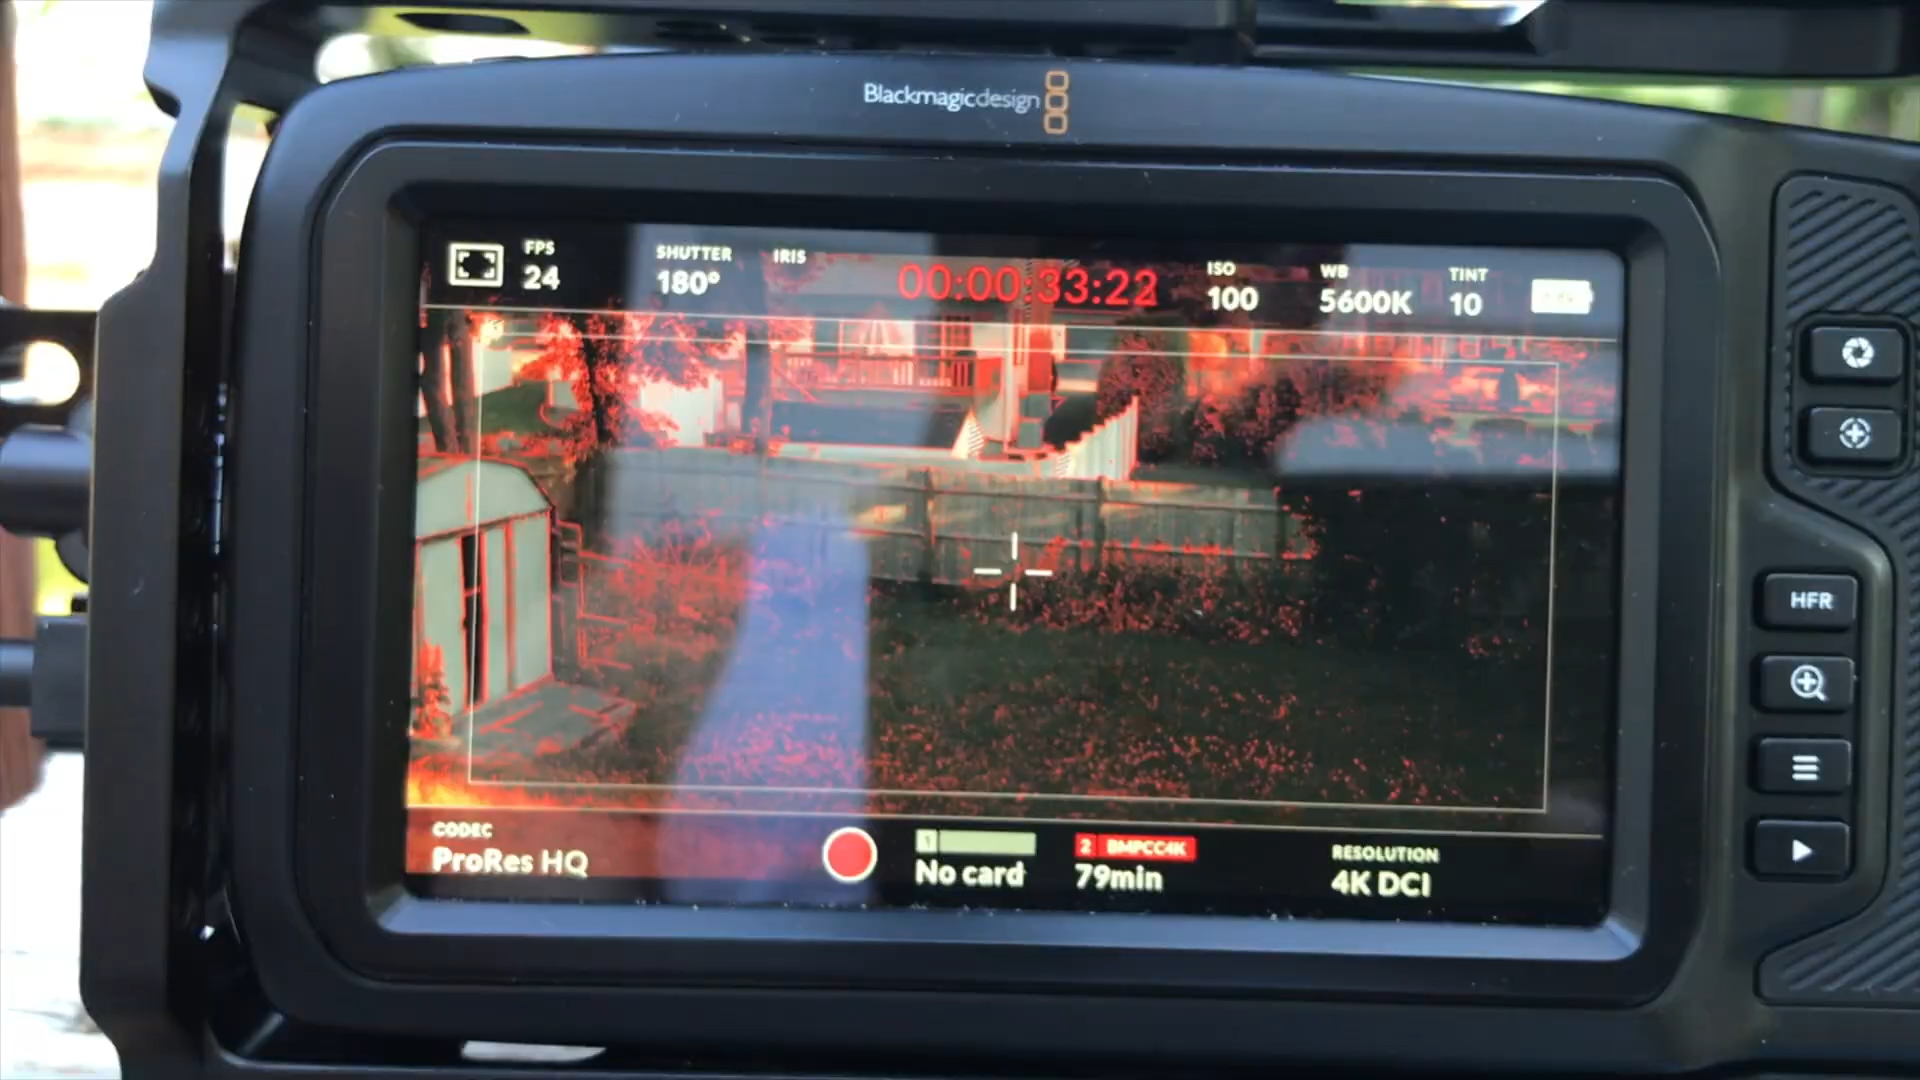 Blackmagicdesign
FPS
24
SHUTTER
180°
IRIS
00:00:33:22
ISO
100
WB
5600K
TINT
10
HFR
CODEC
ProRes HQ
1
No card
2 BMPCC4K
79min
RESOLUTION
4K DCI